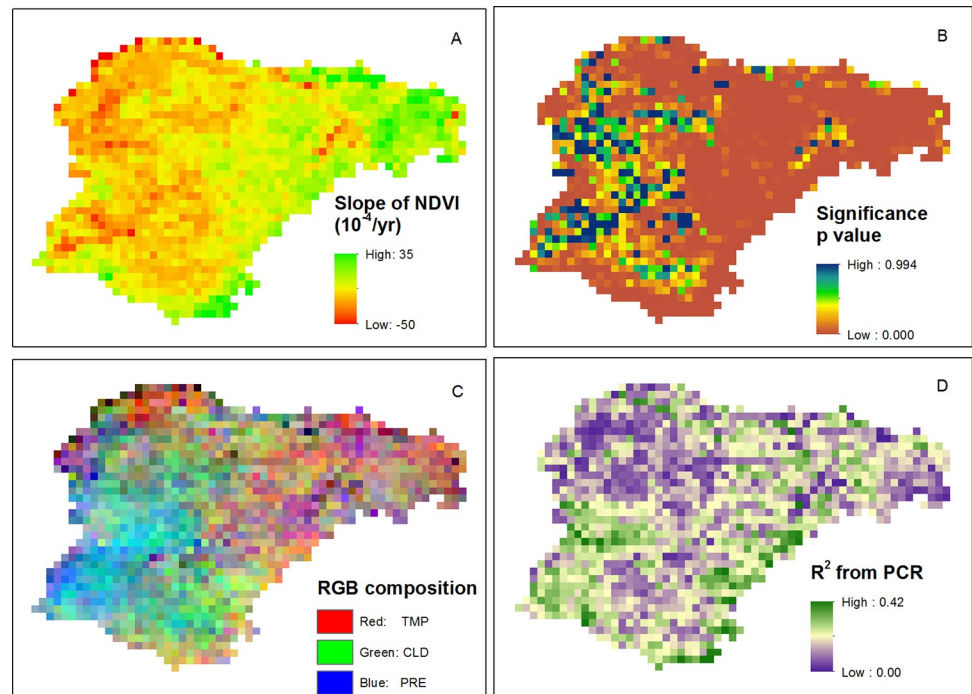 A
Slope of NDVI
(10⁻⁴/yr)
High: 35
Low: -50
B
Significance
p value
High : 0.994
Low : 0.000
C
RGB composition
Red: TMP
Green: CLD
Blue: PRE
D
R² from PCR
High : 0.42
Low : 0.00